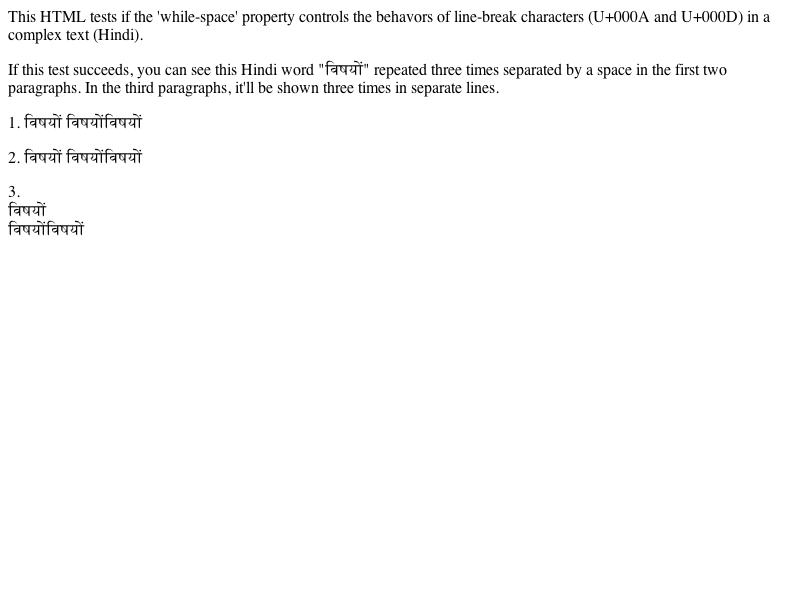 This HTML tests if the 'while-space' property controls the behavors of line-break characters (U+000A and U+000D) in a
complex text (Hindi).
If this test succeeds, you can see this Hindi word "विषयों" repeated three times separated by a space in the first two
paragraphs. In the third paragraphs, it'll be shown three times in separate lines.
1. विषयों विषयोंविषयों
2. विषयों विषयोंविषयों
3.
विषयों
विषयोंविषयों